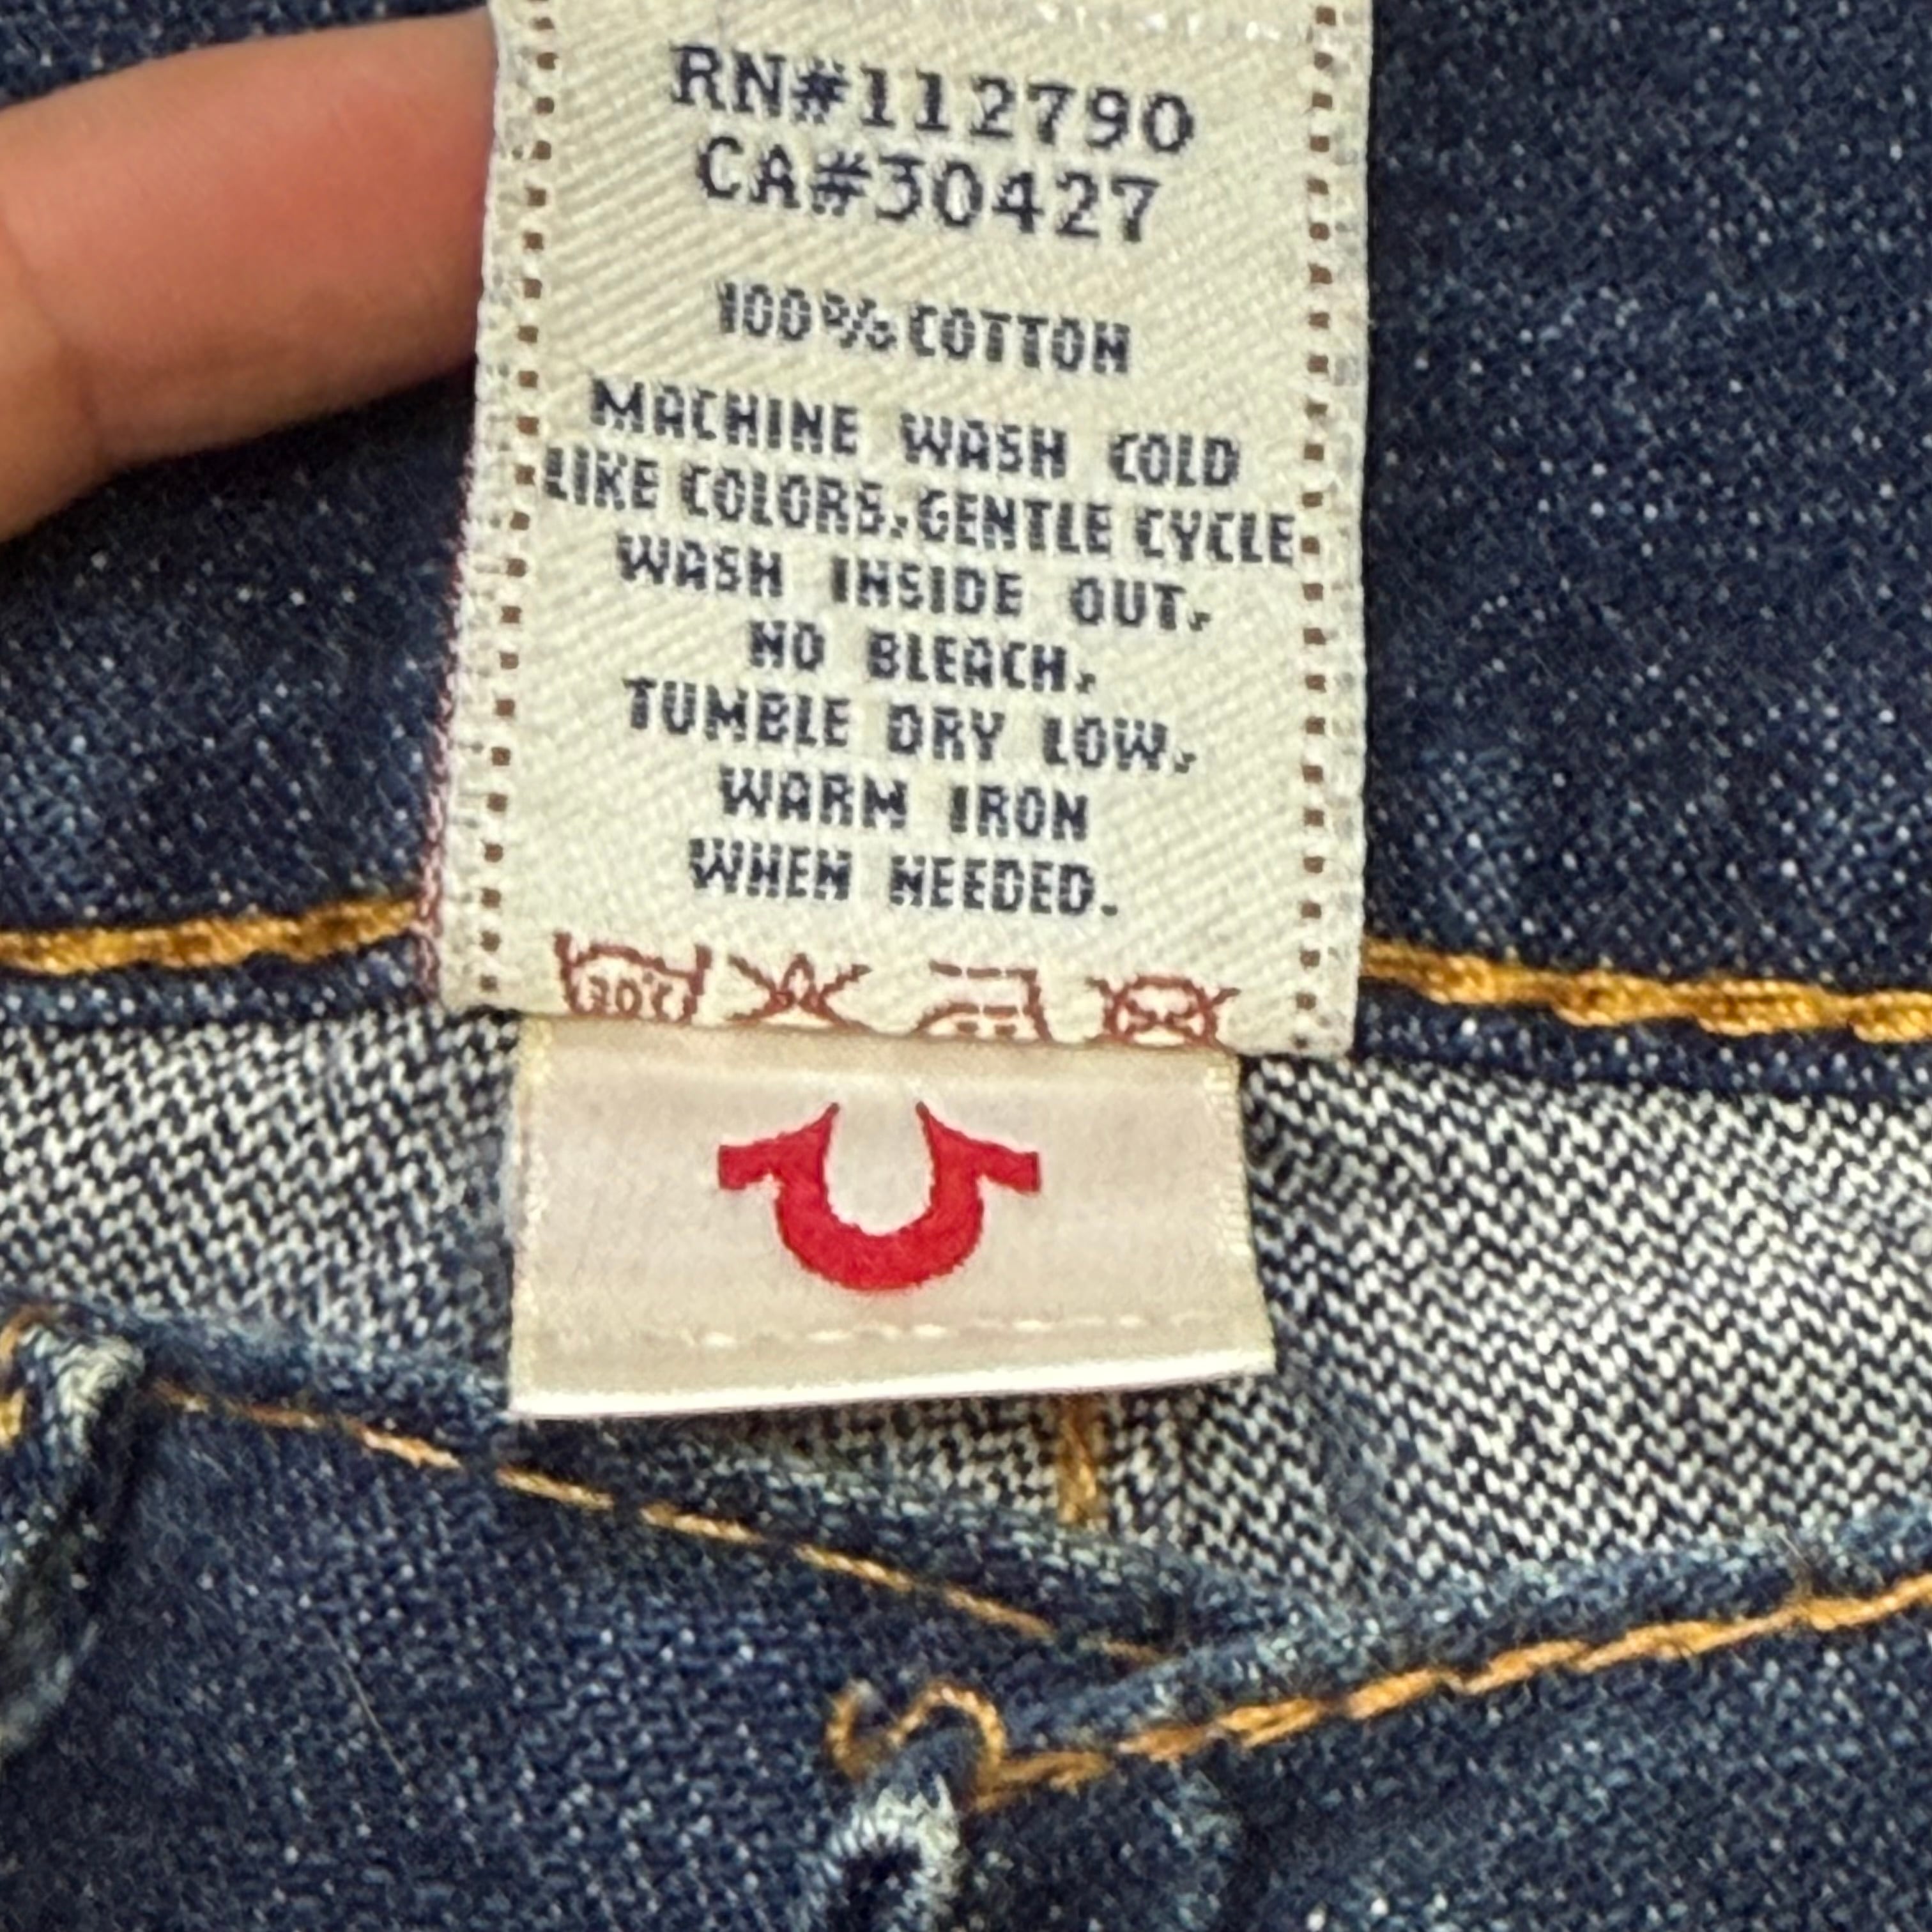 RN#112790
CA#30427
100% COTTON
MACHINE WASH COLD
LIKE COLORS, GENTLE CYCLE
WASH INSIDE OUT,
NO BLEACH,
TUMBLE DRY LOW,
WARM IRON
WHEN NEEDED.
30°C